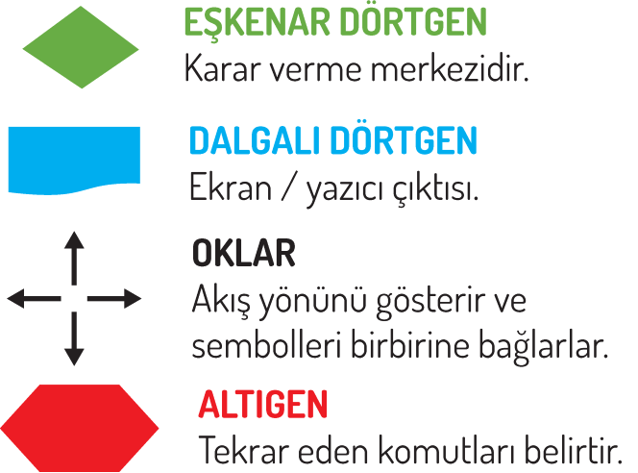 EŞKENAR DÖRTGEN
Karar verme merkezidir.
DALGALI DÖRTGEN
Ekran / yazıcı çıktısı.
OKLAR
Akış yönünü gösterir ve
sembolleri birbirine bağlarlar.
ALTIGEN
Tekrar eden komutları belirtir.